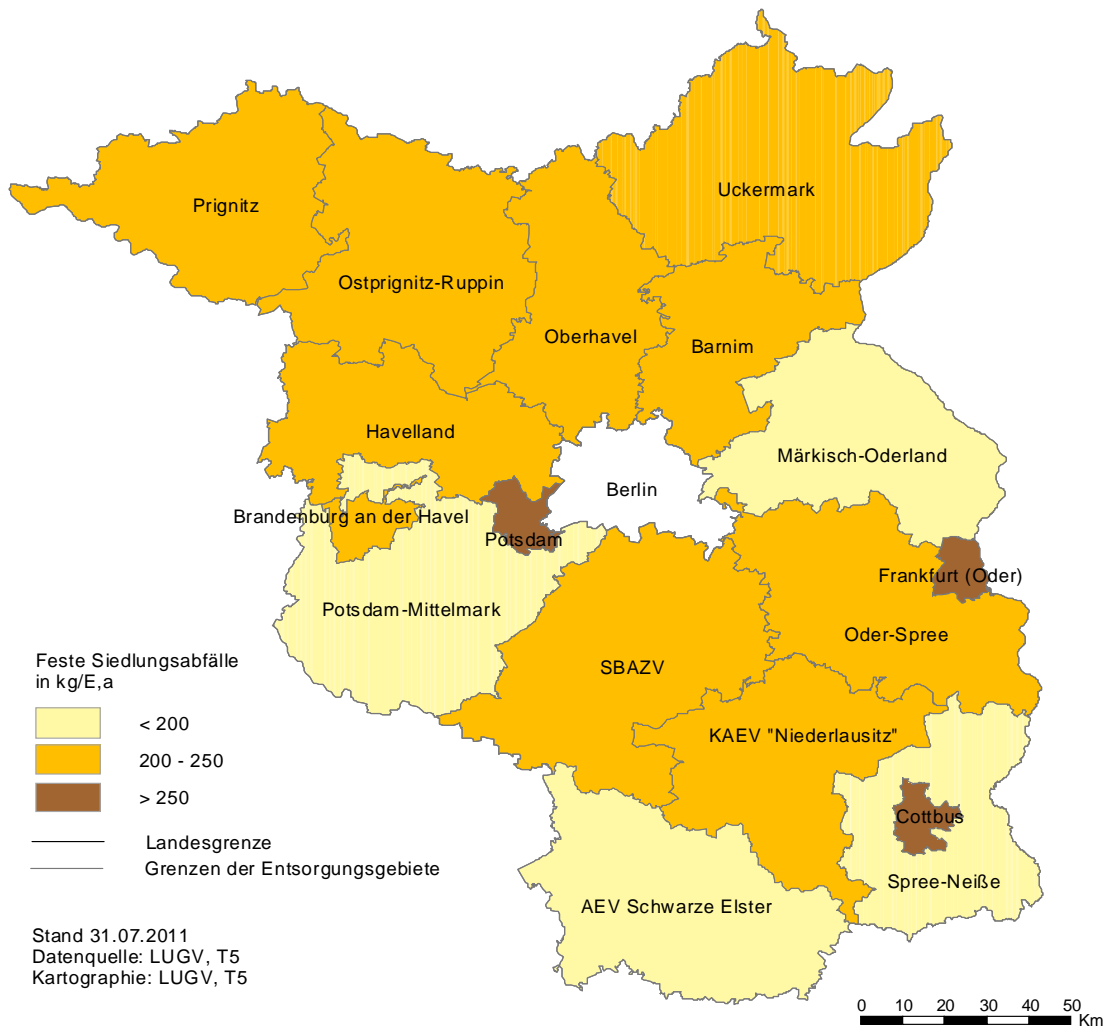 Uckermark
Prignitz
Ostprignitz-Ruppin
Oberhavel
Barnim
Havelland
Märkisch-Oderland
Berlin
Brandenburg an der Havel
Potsdam
Frankfurt (Oder)
Potsdam-Mittelmark
Oder-Spree
SBAZV
KAEV "Niederlausitz"
Cottbus
Spree-Neiße
AEV Schwarze Elster
Feste Siedlungsabfälle
in kg/E,a
< 200
200 - 250
> 250
Landesgrenze
Grenzen der Entsorgungsgebiete
Stand 31.07.2011
Datenquelle: LUGV, T5
Kartographie: LUGV, T5
0 10 20 30 40 50
Km